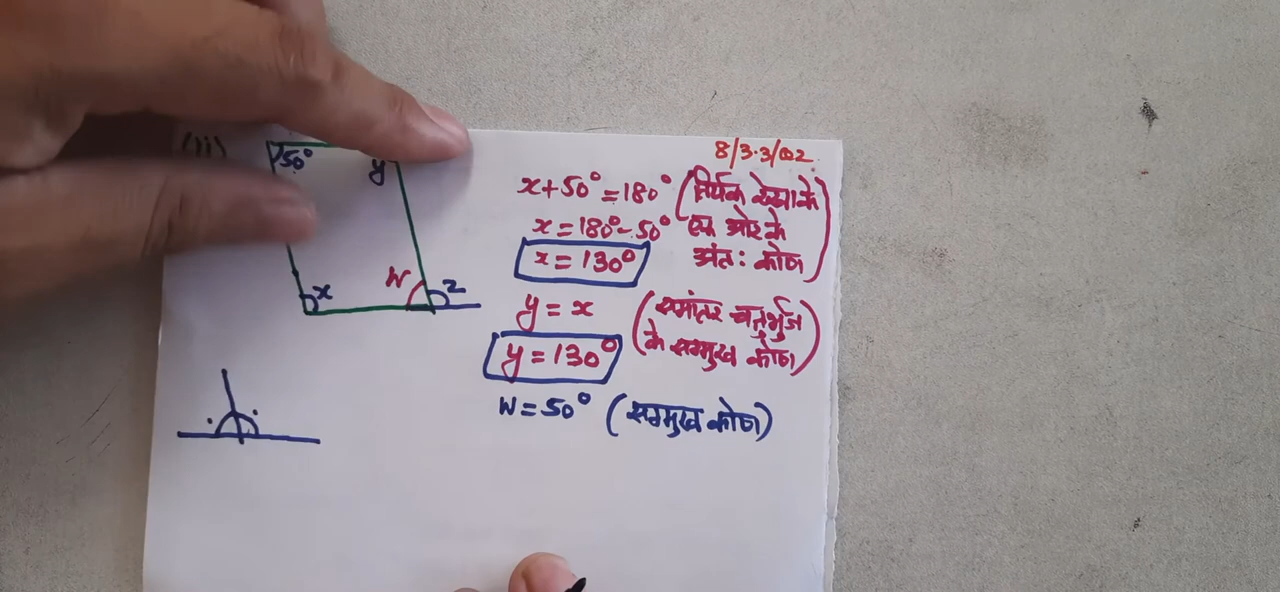 (ii)
50°
y
x
W
z
8/3.3/Q2.
x+50°=180° (तिर्यक रेखा के
x=180°-50° एक ओर के
x=130° अंत: कोण)
y=x (समांतर चतुर्भुज
y=130° के सम्मुख कोण)
W=50° (सम्मुख कोण)